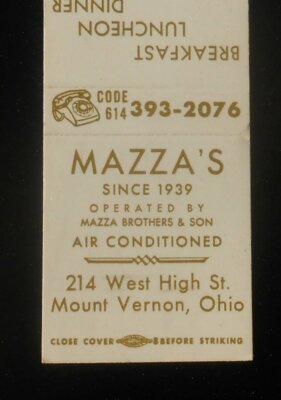 DINNER
LUNCHEON
BREAKFAST
CODE
614 393-2076
MAZZA'S
SINCE 1939
OPERATED BY
MAZZA BROTHERS & SON
AIR CONDITIONED
214 West High St.
Mount Vernon, Ohio
CLOSE COVER BEFORE STRIKING